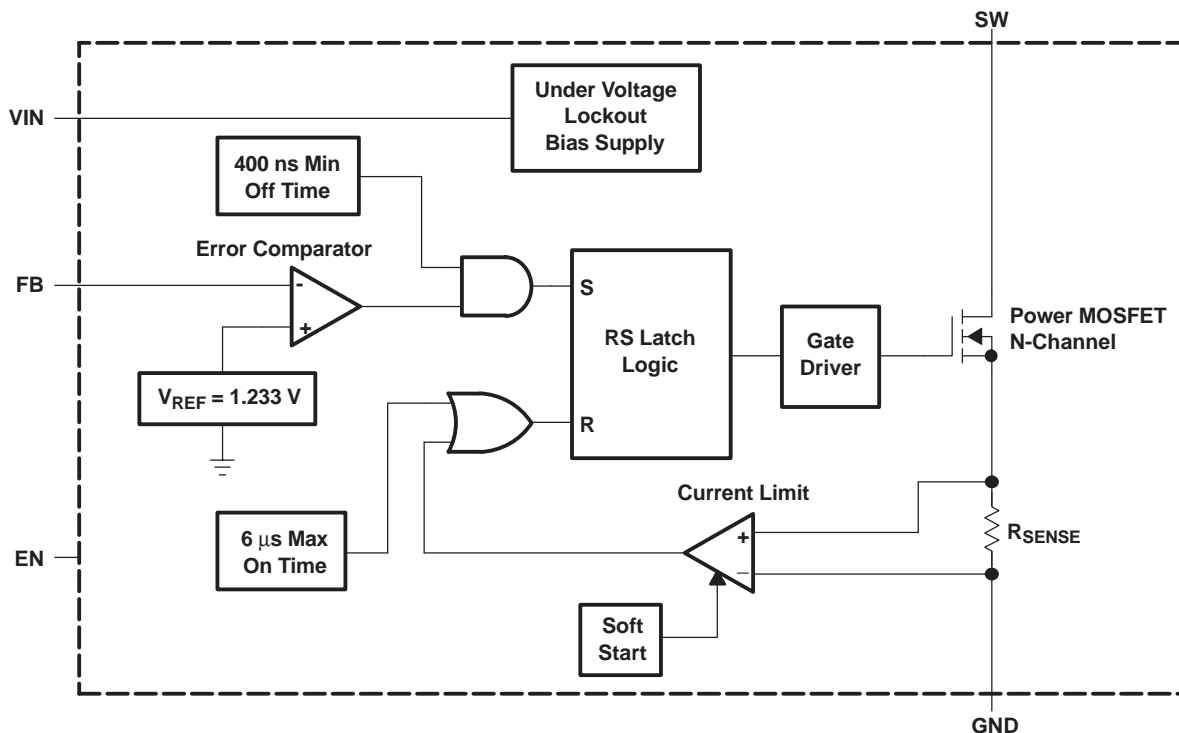 SW
VIN
Under Voltage
Lockout
Bias Supply
400 ns Min
Off Time
Error Comparator
FB
-
+
S
RS Latch
Logic
R
Gate
Driver
Power MOSFET
N-Channel
VREF = 1.233 V
Current Limit
6 μs Max
On Time
EN
+
–
RSENSE
Soft
Start
GND